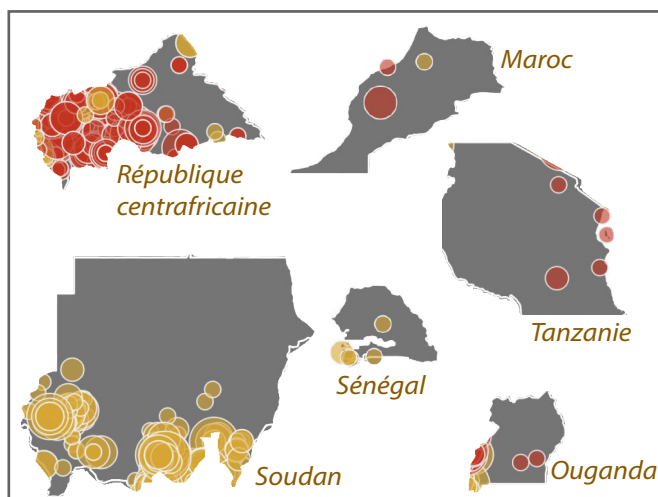 Maroc
République
centrafricaine
Tanzanie
Sénégal
Soudan
Ouganda